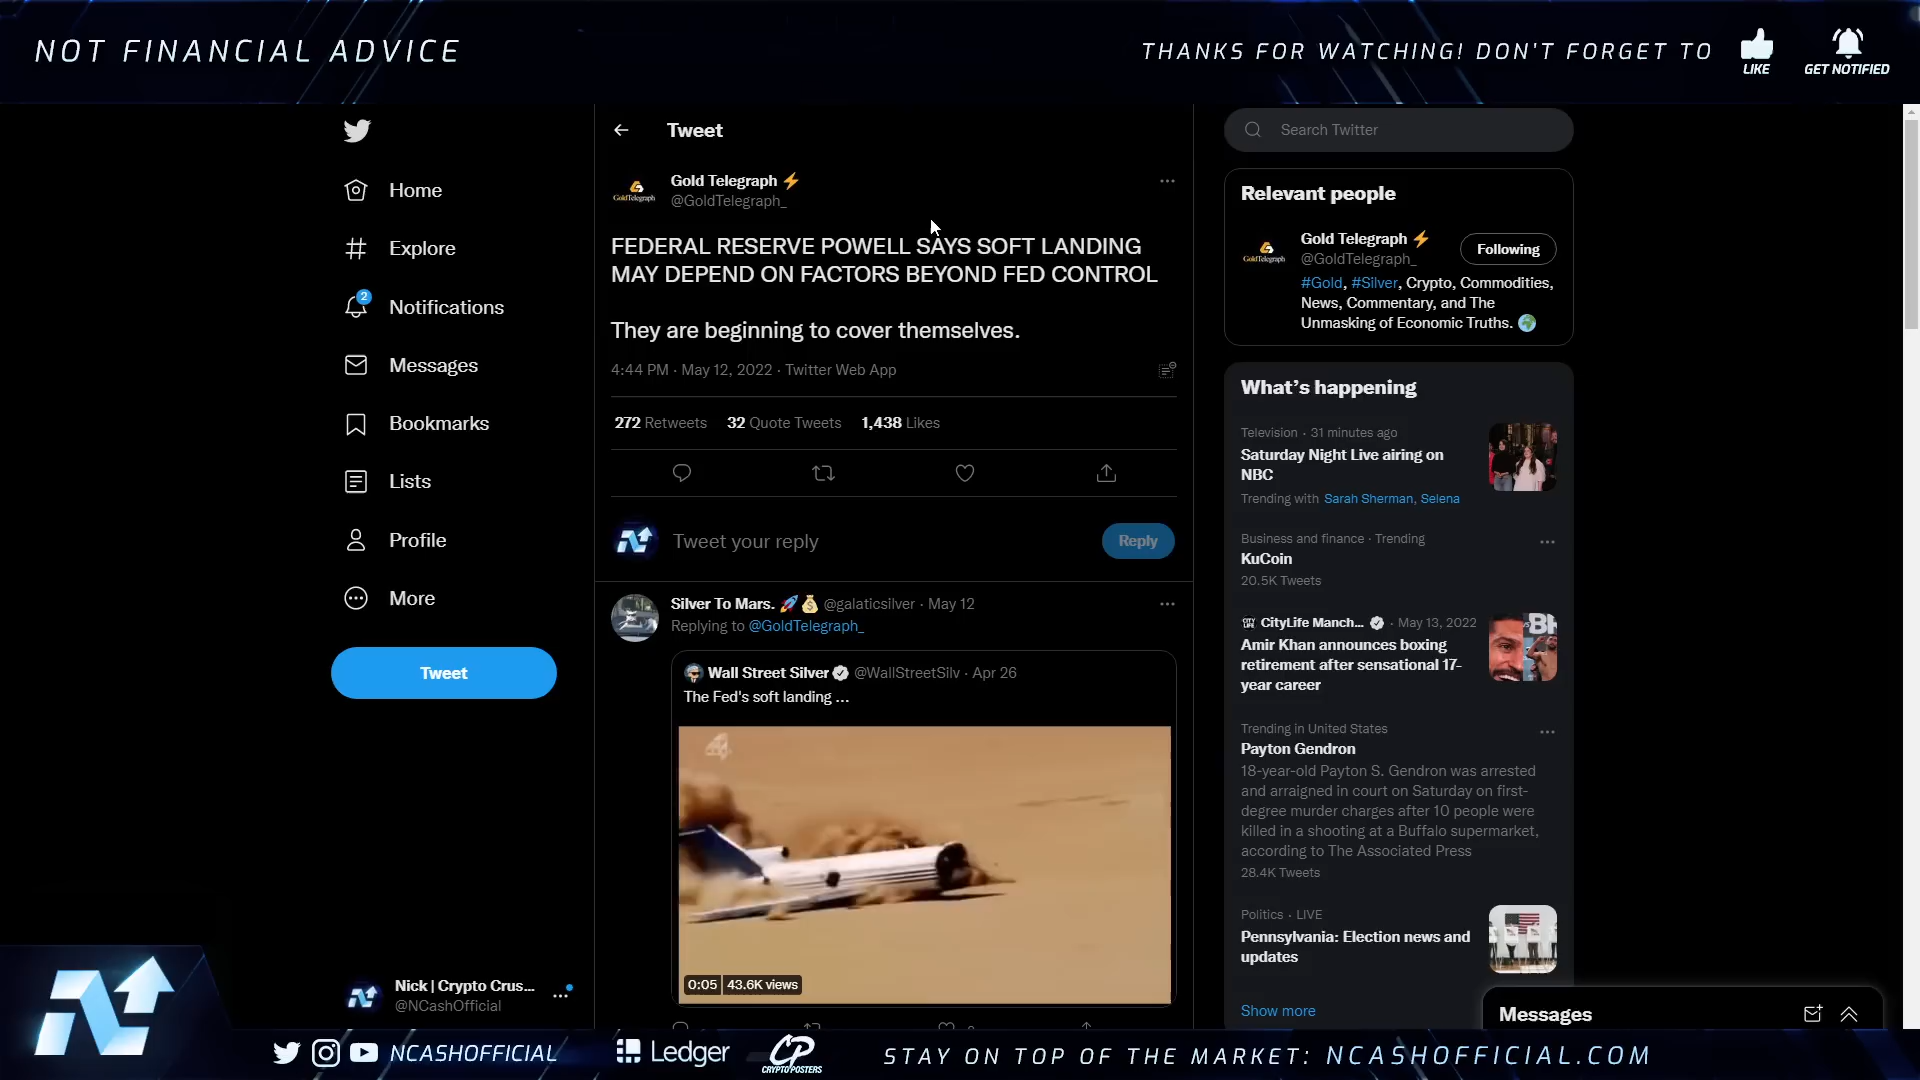 NOT FINANCIAL ADVICE
THANKS FOR WATCHING! DON'T FORGET TO
LIKE
GET NOTIFIED
Home
Explore
2
Notifications
Messages
Bookmarks
Lists
Profile
More
Tweet
Nick | Crypto Crus...
@NCashOfficial
Tweet
Gold Telegraph ⚡
@GoldTelegraph_
GoldTelegraph
FEDERAL RESERVE POWELL SAYS SOFT LANDING
MAY DEPEND ON FACTORS BEYOND FED CONTROL
They are beginning to cover themselves.
4:44 PM · May 12, 2022 · Twitter Web App
272 Retweets 32 Quote Tweets 1,438 Likes
Tweet your reply
Reply
Silver To Mars. 🚀💰 @galaticsilver · May 12
Replying to @GoldTelegraph_
Wall Street Silver @WallStreetSilv · Apr 26
The Fed's soft landing ...
4
0:05 43.6K views
Search Twitter
Relevant people
Gold Telegraph ⚡
@GoldTelegraph_
Following
GoldTelegraph
#Gold, #Silver, Crypto, Commodities,
News, Commentary, and The
Unmasking of Economic Truths. 🌍
What's happening
Television · 31 minutes ago
Saturday Night Live airing on
NBC
Trending with Sarah Sherman, Selena
Business and finance · Trending
KuCoin
20.5K Tweets
CityLife Manch... · May 13, 2022
Amir Khan announces boxing
retirement after sensational 17-
year career
Trending in United States
Payton Gendron
18-year-old Payton S. Gendron was arrested
and arraigned in court on Saturday on first-
degree murder charges after 10 people were
killed in a shooting at a Buffalo supermarket,
according to The Associated Press
28.4K Tweets
Politics · LIVE
Pennsylvania: Election news and
updates
Show more
Messages
NCASHOFFICIAL
Ledger
CP
CRYPTOPOSTERS
STAY ON TOP OF THE MARKET: NCASHOFFICIAL.COM